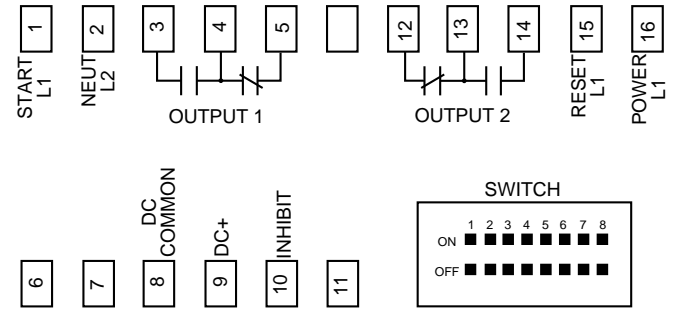 1 2 3 4 5 12 13 14 15 16
START L1
NEUT L2
OUTPUT 1
OUTPUT 2
RESET L1
POWER L1
DC COMMON
DC+
INHIBIT
6 7 8 9 10 11
SWITCH
1 2 3 4 5 6 7 8
ON
OFF